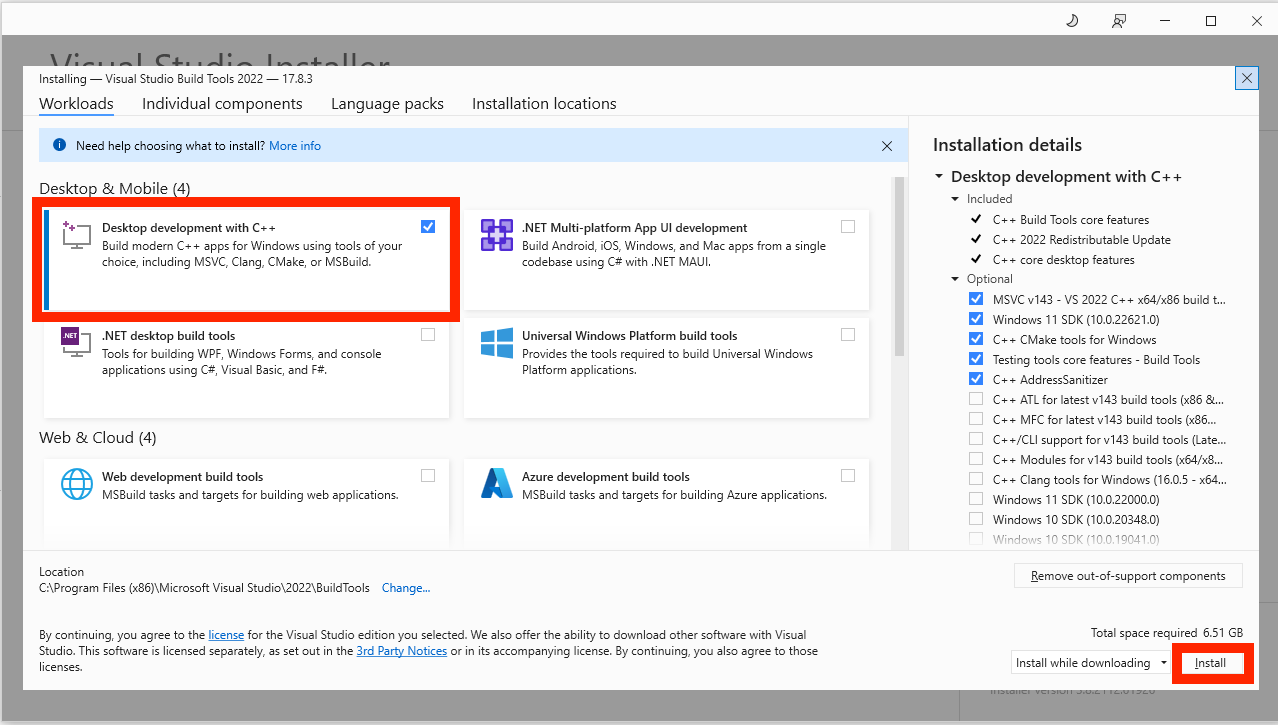 Visual Studio Installer
Installing — Visual Studio Build Tools 2022 — 17.8.3
Workloads
Individual components
Language packs
Installation locations
Need help choosing what to install? More info
Desktop & Mobile (4)
Desktop development with C++
Build modern C++ apps for Windows using tools of your
choice, including MSVC, Clang, CMake, or MSBuild.
.NET Multi-platform App UI development
Build Android, iOS, Windows, and Mac apps from a single
codebase using C# with .NET MAUI.
.NET
.NET desktop build tools
Tools for building WPF, Windows Forms, and console
applications using C#, Visual Basic, and F#.
Universal Windows Platform build tools
Provides the tools required to build Universal Windows
Platform applications.
Web & Cloud (4)
Web development build tools
MSBuild tasks and targets for building web applications.
Azure development build tools
MSBuild tasks and targets for building Azure applications.
Installation details
Desktop development with C++
Included
C++ Build Tools core features
C++ 2022 Redistributable Update
C++ core desktop features
Optional
MSVC v143 - VS 2022 C++ x64/x86 build t...
Windows 11 SDK (10.0.22621.0)
C++ CMake tools for Windows
Testing tools core features - Build Tools
C++ AddressSanitizer
C++ ATL for latest v143 build tools (x86 &...
C++ MFC for latest v143 build tools (x86...
C++/CLI support for v143 build tools (Late...
C++ Modules for v143 build tools (x64/x8...
C++ Clang tools for Windows (16.0.5 - x64...
Windows 11 SDK (10.0.22000.0)
Windows 10 SDK (10.0.20348.0)
Windows 10 SDK (10.0.19041.0)
Location
C:\Program Files (x86)\Microsoft Visual Studio\2022\BuildTools Change...
Remove out-of-support components
By continuing, you agree to the license for the Visual Studio edition you selected. We also offer the ability to download other software with Visual
Studio. This software is licensed separately, as set out in the 3rd Party Notices or in its accompanying license. By continuing, you also agree to those
licenses.
Total space required 6.51 GB
Install while downloading
Install
Installer version